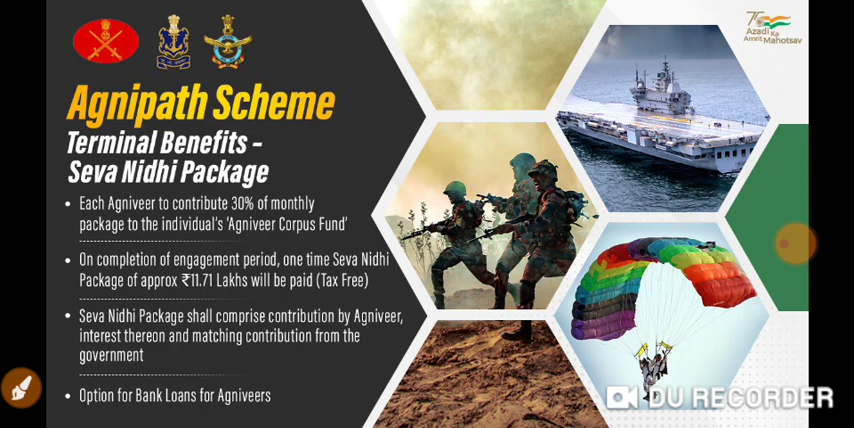 75
Azadi
Ka
Amrit Mahotsav
Agnipath Scheme
Terminal Benefits –
Seva Nidhi Package
• Each Agniveer to contribute 30% of monthly
package to the individual's 'Agniveer Corpus Fund'
• On completion of engagement period, one time Seva Nidhi
Package of approx ₹11.71 Lakhs will be paid (Tax Free)
• Seva Nidhi Package shall comprise contribution by Agniveer,
interest thereon and matching contribution from the
government
• Option for Bank Loans for Agniveers
DU RECORDER